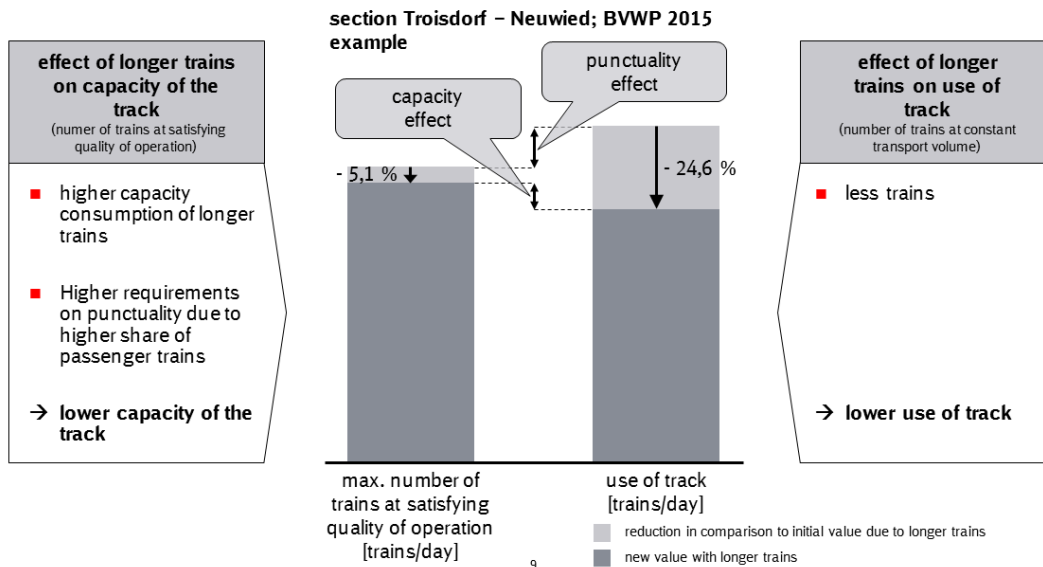 section Troisdorf – Neuwied; BVWP 2015
example
effect of longer trains
on capacity of the
track
(numer of trains at satisfying
quality of operation)
■ higher capacity
consumption of longer
trains
■ Higher requirements
on punctuality due to
higher share of
passenger trains
→ lower capacity of the
track
capacity
effect
punctuality
effect
- 5,1 %
- 24,6 %
max. number of
trains at satisfying
quality of operation
[trains/day]
use of track
[trains/day]
reduction in comparison to initial value due to longer trains
new value with longer trains
effect of longer
trains on use of
track
(number of trains at constant
transport volume)
■ less trains
→ lower use of track
9